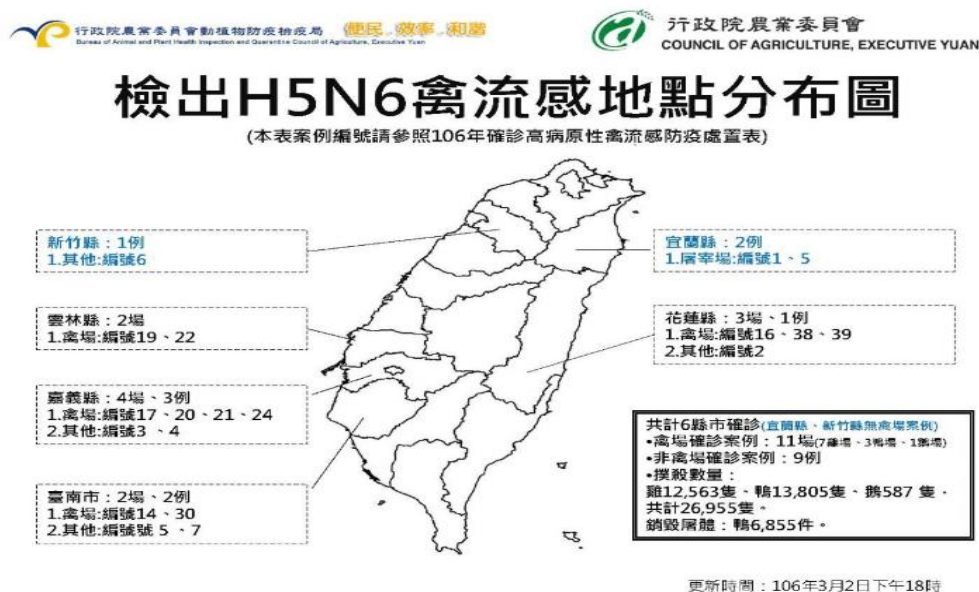 行政院農業委員會動植物防疫檢疫局 便民 效率 和諧
Bureau of Animal and Plant Health Inspection and Quarantine Council of Agriculture, Executive Yuan
行政院農業委員會
COUNCIL OF AGRICULTURE, EXECUTIVE YUAN
檢出H5N6禽流感地點分布圖
(本表案例編號請參照106年確診高病原性禽流感防疫處置表)
新竹縣：1例
1.其他:編號6
宜蘭縣：2例
1.屠宰場:編號1、5
雲林縣：2場
1.禽場:編號19、22
花蓮縣：3場、1例
1.禽場:編號16、38、39
2.其他:編號2
嘉義縣：4場、3例
1.禽場:編號17、20、21、24
2.其他:編號3、4
臺南市：2場、2例
1.禽場:編號14、30
2.其他:編號號 5、7
共計6縣市確診(宜蘭縣、新竹縣無禽場案例)
•禽場確診案例：11場(7雞場、3鴨場、1鵝場)
•非禽場確診案例：9例
•撲殺數量：
雞12,563隻、鴨13,805隻、鵝587 隻，
共計26,955隻。
銷毀屠體：鴨6,855件。
更新時間：106年3月2日下午18時